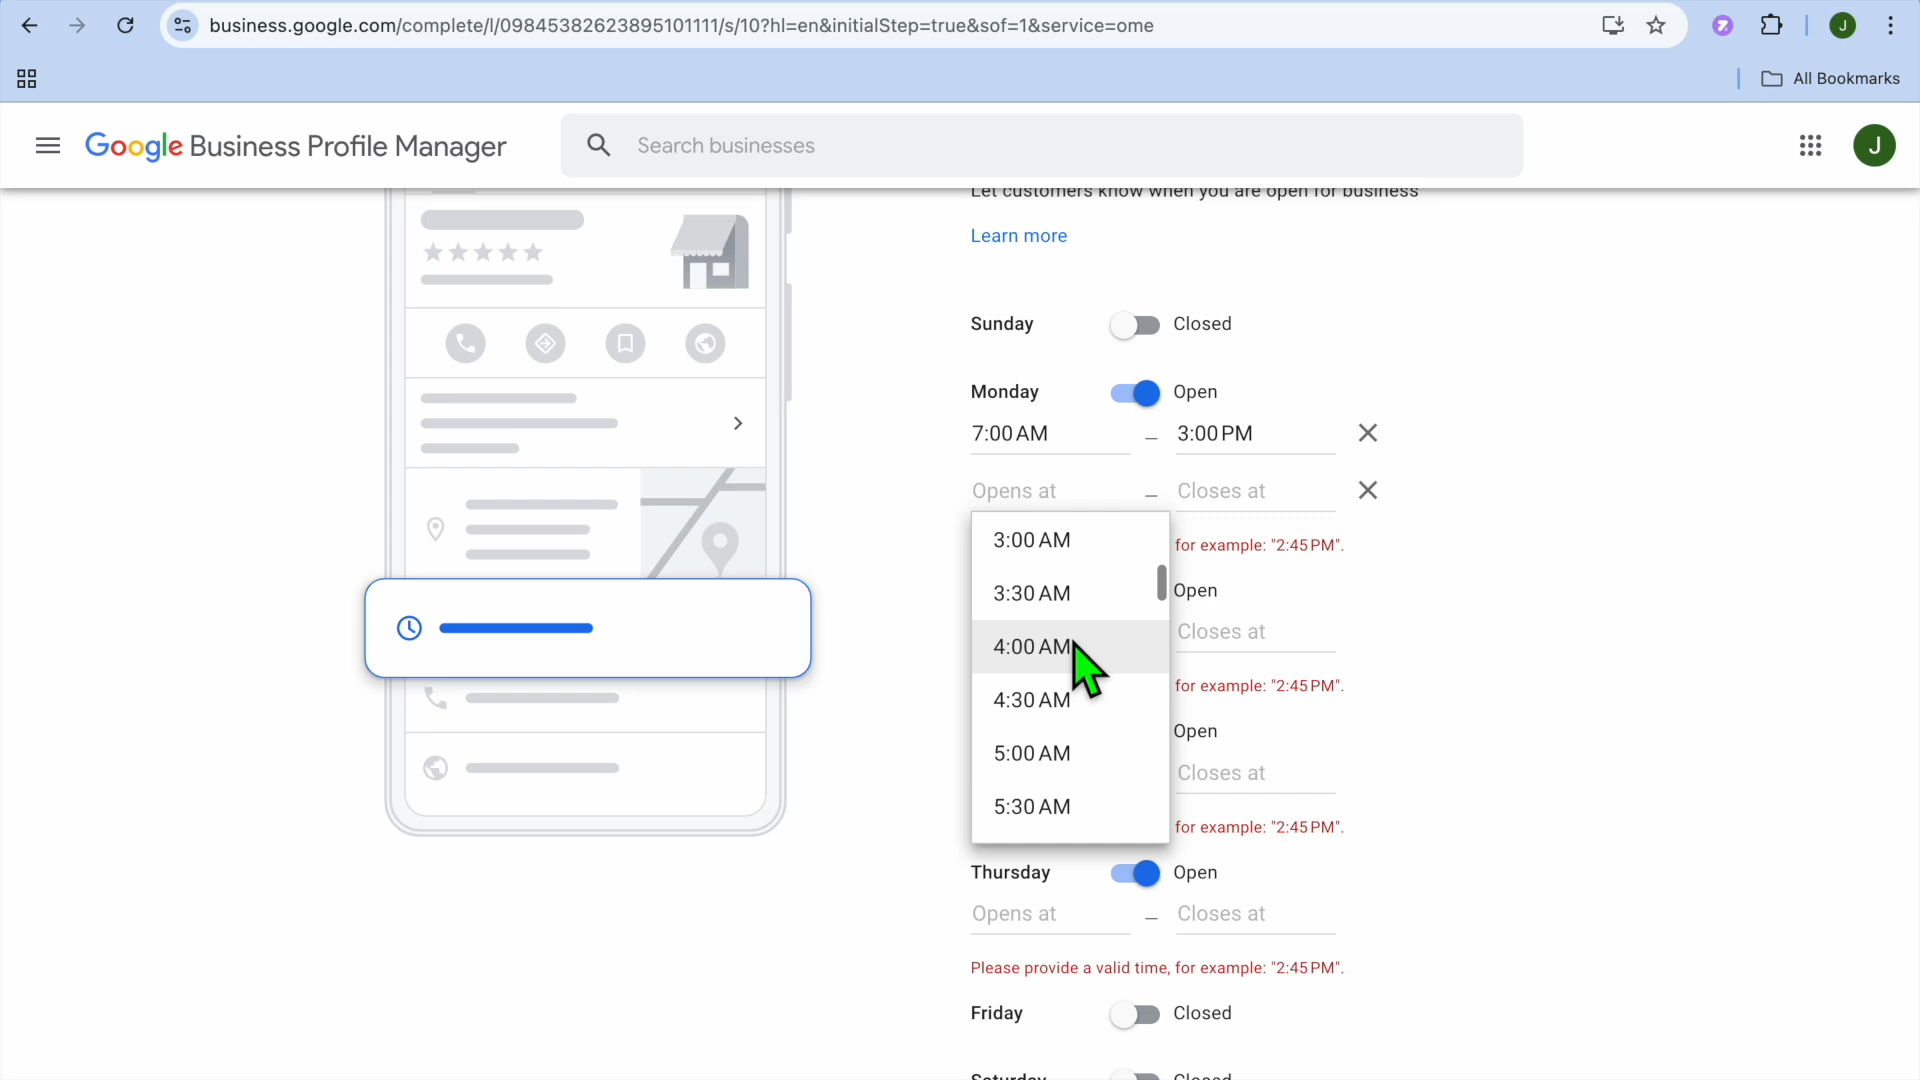 business.google.com/complete/l/09845382623895101111/s/10?hl=en&initialStep=true&sof=1&service=ome
J
All Bookmarks
Google Business Profile Manager
Search businesses
J
Let customers know when you are open for business
Learn more
Sunday Closed
Monday Open
7:00 AM – 3:00 PM
Opens at – Closes at
3:00 AM
for example: "2:45 PM".
3:30 AM
Open
Closes at
4:00 AM
for example: "2:45 PM".
4:30 AM
Open
5:00 AM
Closes at
5:30 AM
for example: "2:45 PM".
Thursday Open
Opens at – Closes at
Please provide a valid time, for example: "2:45 PM".
Friday Closed
Saturday Closed